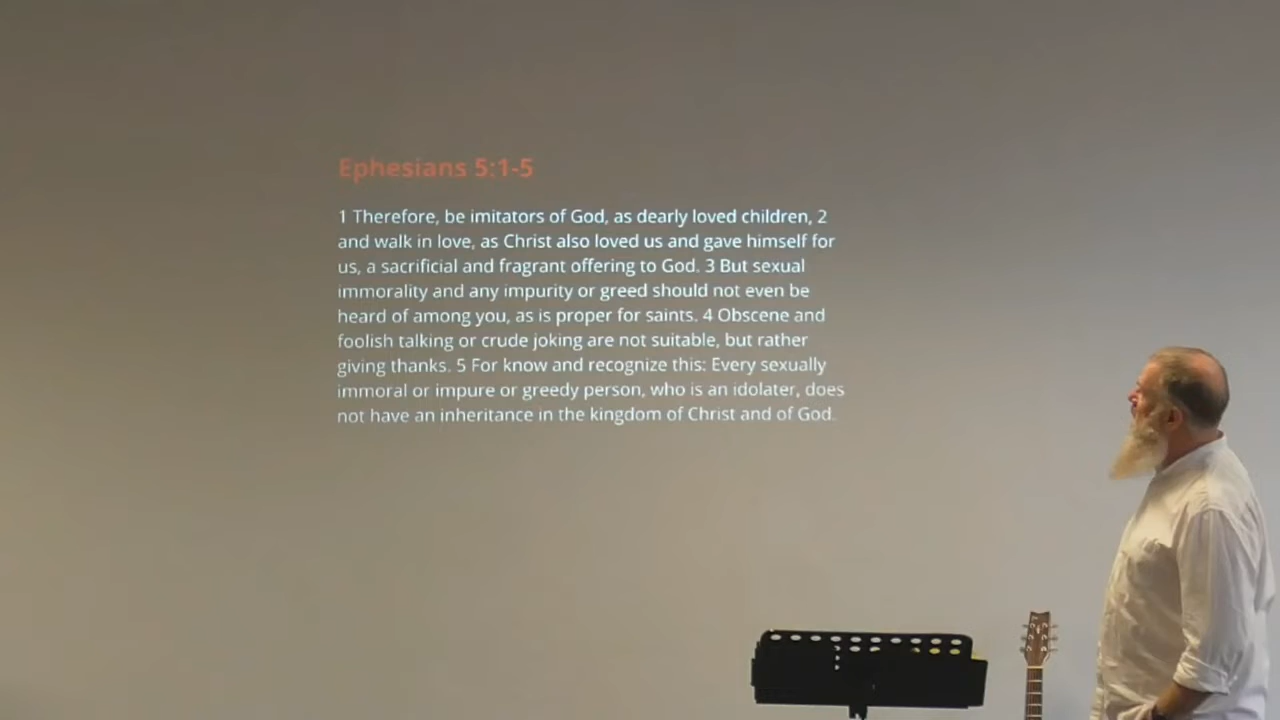 Ephesians 5:1-5
1 Therefore, be imitators of God, as dearly loved children, 2
and walk in love, as Christ also loved us and gave himself for
us, a sacrificial and fragrant offering to God. 3 But sexual
immorality and any impurity or greed should not even be
heard of among you, as is proper for saints. 4 Obscene and
foolish talking or crude joking are not suitable, but rather
giving thanks. 5 For know and recognize this: Every sexually
immoral or impure or greedy person, who is an idolater, does
not have an inheritance in the kingdom of Christ and of God.